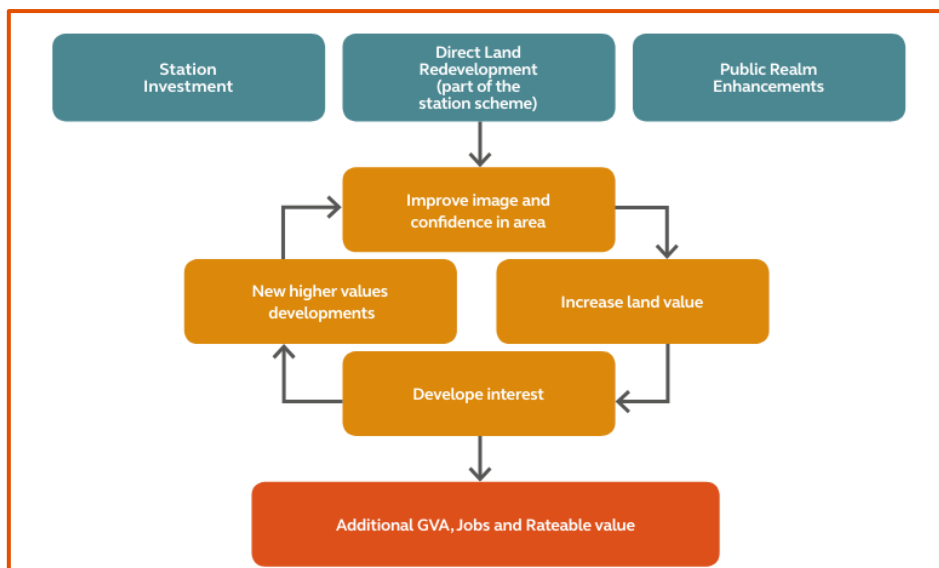 Station
Investment
Direct Land
Redevelopment
(part of the
station scheme)
Public Realm
Enhancements
Improve image and
confidence in area
New higher values
developments
Increase land value
Develope interest
Additional GVA, Jobs and Rateable value